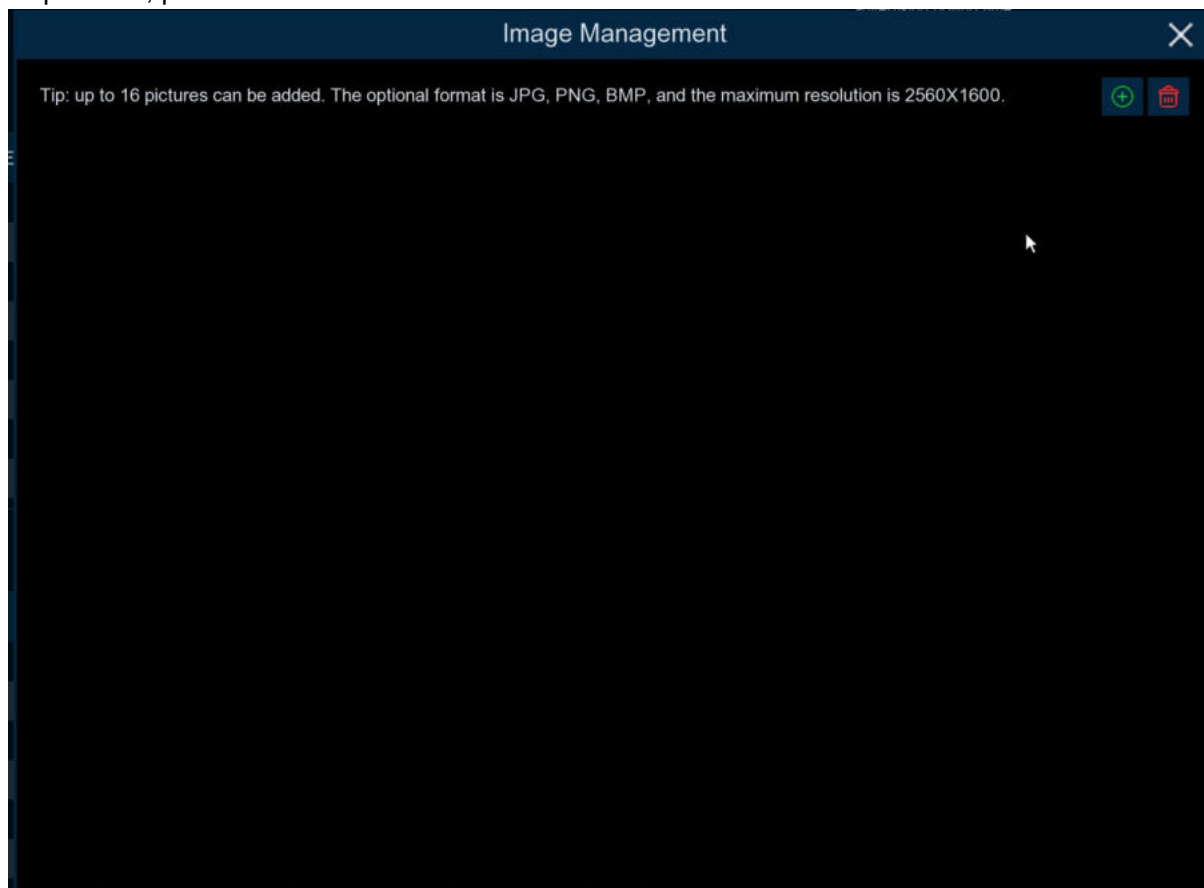 Image Management
Tip: up to 16 pictures can be added. The optional format is JPG, PNG, BMP, and the maximum resolution is 2560X1600.